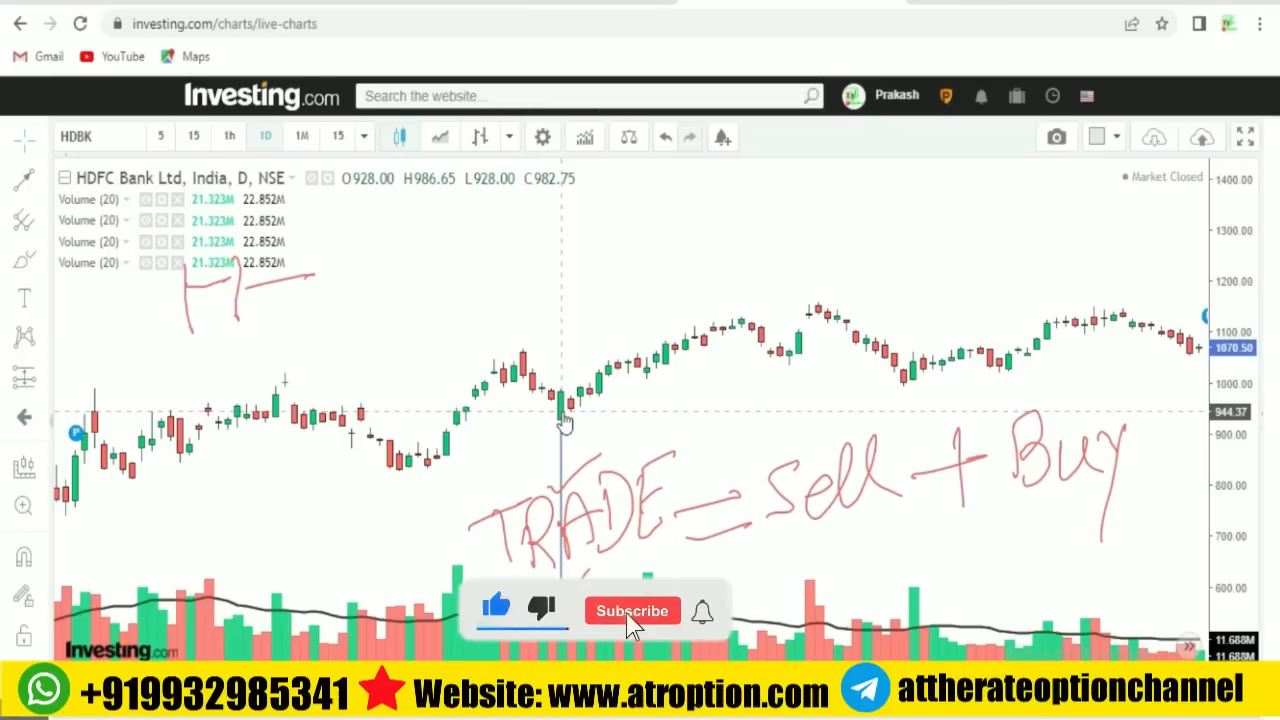 investing.com/charts/live-charts
Gmail YouTube Maps
Investing.com Search the website... Prakash
HDBK 5 15 1h 1D 1M 15
HDFC Bank Ltd, India, D, NSE O928.00 H986.65 L928.00 C982.75
Market Closed
Volume (20) 21.323M 22.852M
Volume (20) 21.323M 22.852M
Volume (20) 21.323M 22.852M
Volume (20) 21.323M 22.852M
1400.00
1300.00
1200.00
1100.00
1070.50
1000.00
944.37
900.00
800.00
700.00
600.00
P
TRADE = Sell + Buy
Subscribe
11.688M
11.688M
Investing.com
+919932985341 Website: www.atroption.com attherateoptionchannel